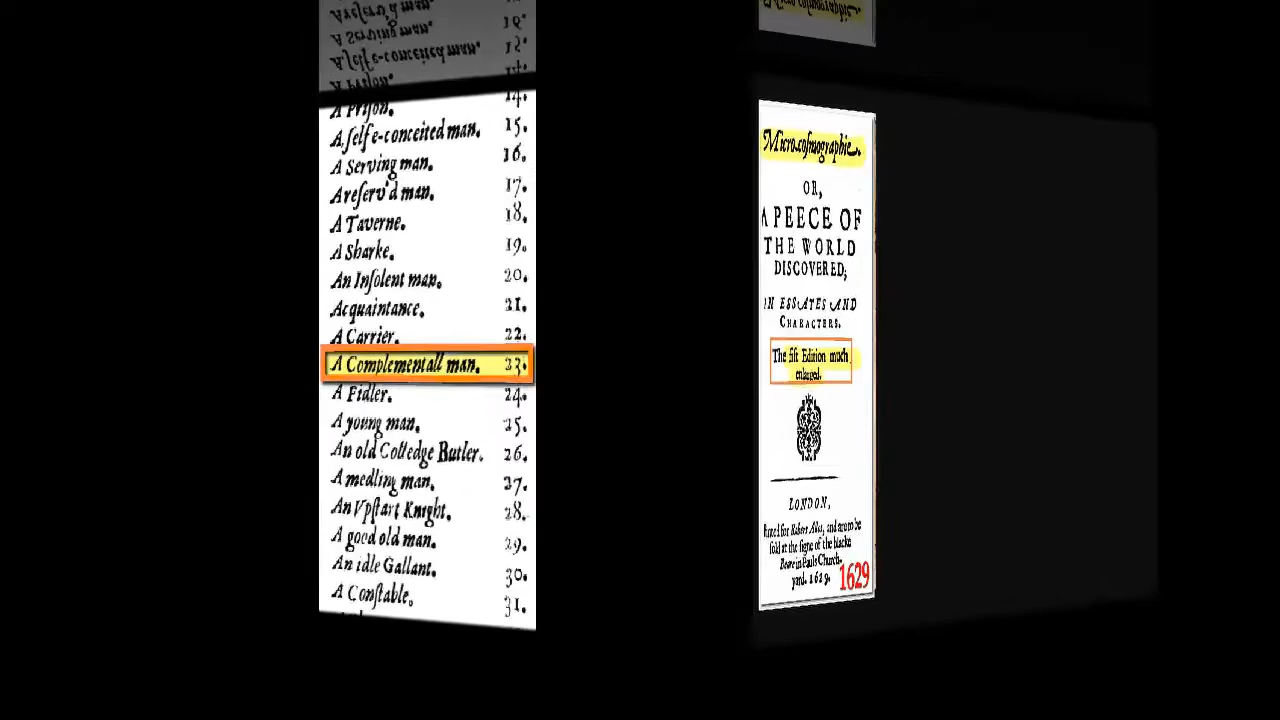 A Prison.
14.
A selfe-conceited man. 15.
A Serving man. 16.
A reserv'd man. 17.
A Taverne. 18.
A Sharke. 19.
An Insolent man. 20.
Acquaintance. 21.
A Carrier. 22.
A Complementall man. 23.
A Fidler. 24.
A young man. 25.
An old Colledge Butler. 26.
A medling man. 27.
An Vpstart Knight. 28.
A good old man. 29.
An idle Gallant. 30.
A Constable. 31.
Microcosmographie.
OR,
A PEECE OF
THE WORLD
DISCOVERED;
IN ESSAYES AND
CHARACTERS.
The fift Edition much
enlarged.
LONDON,
for Robert Allot, and are to be
sold at the signe of the blacke
Beare in Pauls Church-
yard. 1629.
1629